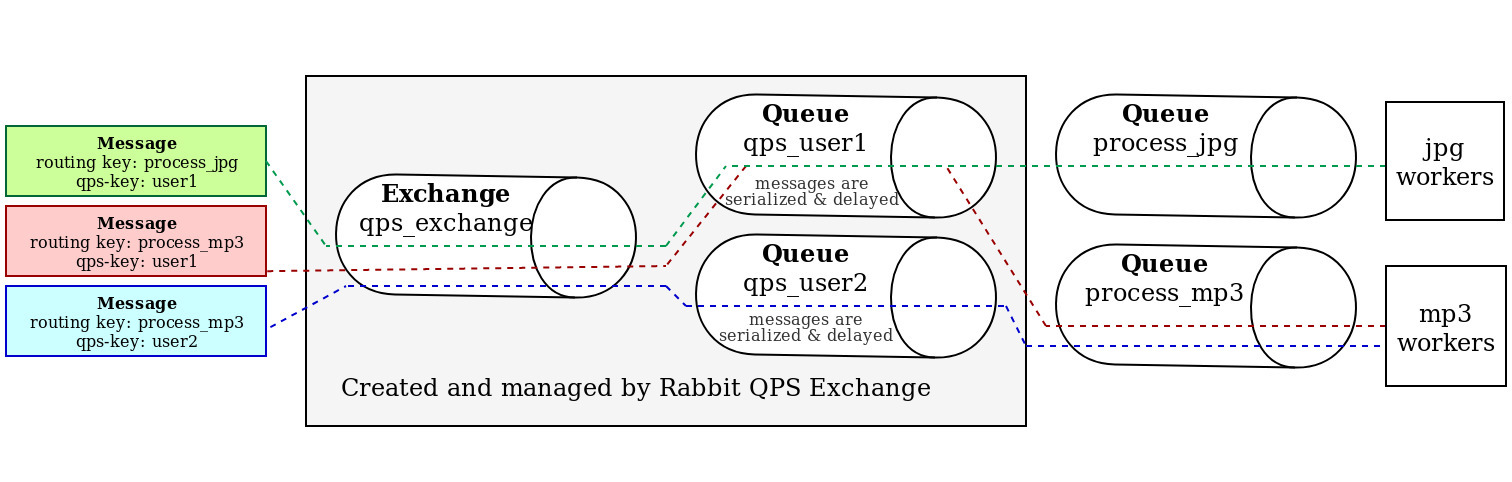 Message
routing key: process_jpg
qps-key: user1
Message
routing key: process_mp3
qps-key: user1
Message
routing key: process_mp3
qps-key: user2
Exchange
qps_exchange
Queue
qps_user1
messages are
serialized & delayed
Queue
qps_user2
messages are
serialized & delayed
Created and managed by Rabbit QPS Exchange
Queue
process_jpg
Queue
process_mp3
jpg
workers
mp3
workers